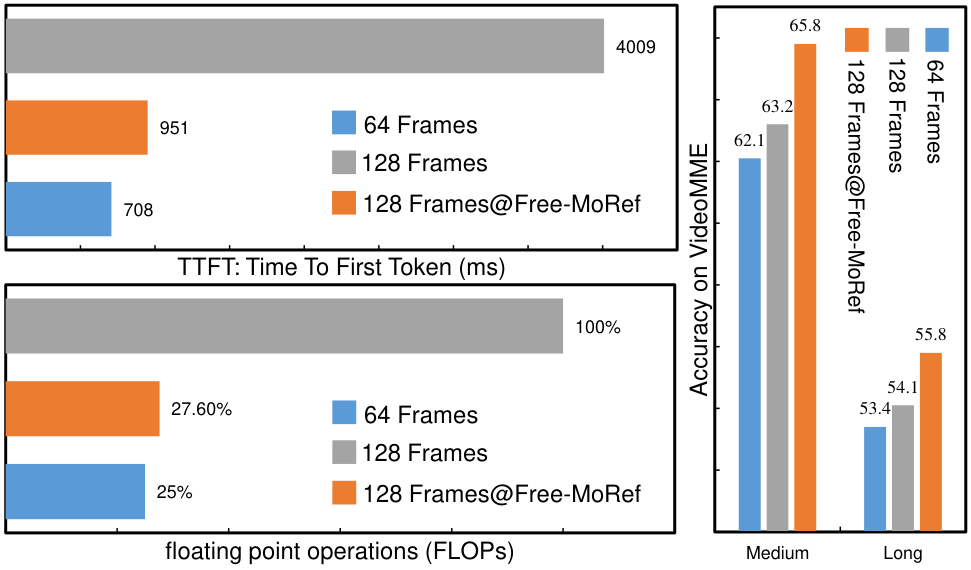 4009
951
708
64 Frames
128 Frames
128 Frames@Free-MoRef
TTFT: Time To First Token (ms)
100%
27.60%
25%
64 Frames
128 Frames
128 Frames@Free-MoRef
floating point operations (FLOPs)
Accuracy on VideoMME
62.1
63.2
65.8
53.4
54.1
55.8
128 Frames@Free-MoRef
128 Frames
64 Frames
Medium
Long